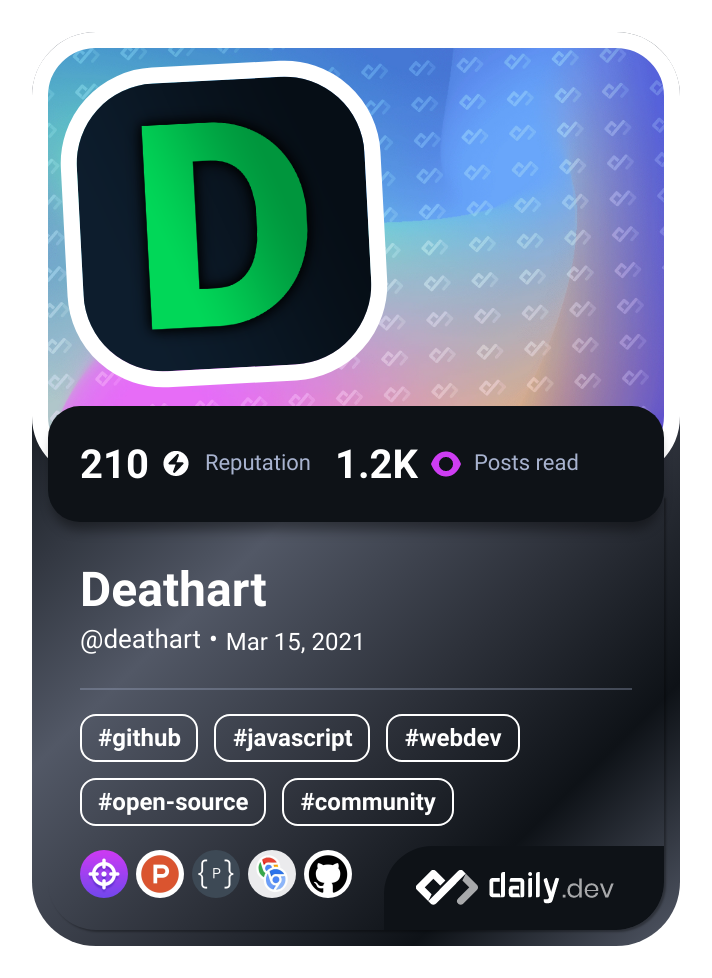 D
210 Reputation 1.2K Posts read
Deathart
@deathart • Mar 15, 2021
#github #javascript #webdev
#open-source #community
P {P} daily.dev